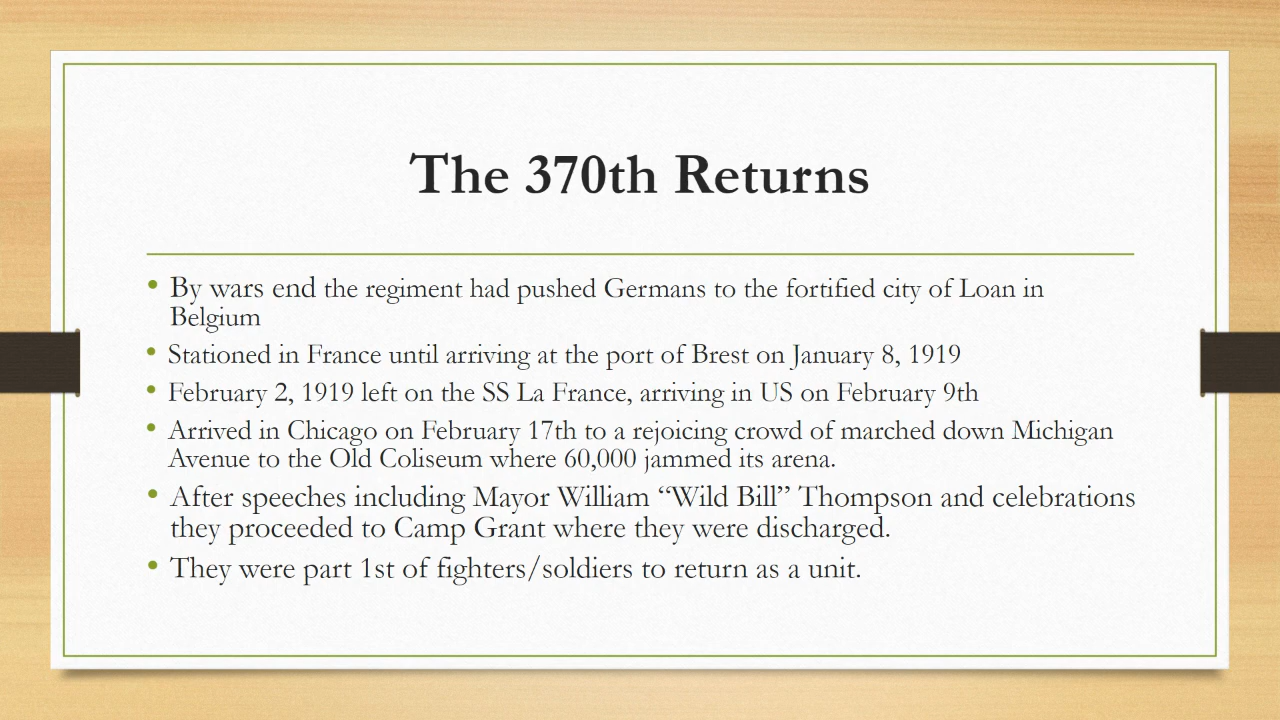 The 370th Returns
• By wars end the regiment had pushed Germans to the fortified city of Loan in
Belgium
• Stationed in France until arriving at the port of Brest on January 8, 1919
• February 2, 1919 left on the SS La France, arriving in US on February 9th
• Arrived in Chicago on February 17th to a rejoicing crowd of marched down Michigan
Avenue to the Old Coliseum where 60,000 jammed its arena.
• After speeches including Mayor William “Wild Bill” Thompson and celebrations
they proceeded to Camp Grant where they were discharged.
• They were part 1st of fighters/soldiers to return as a unit.